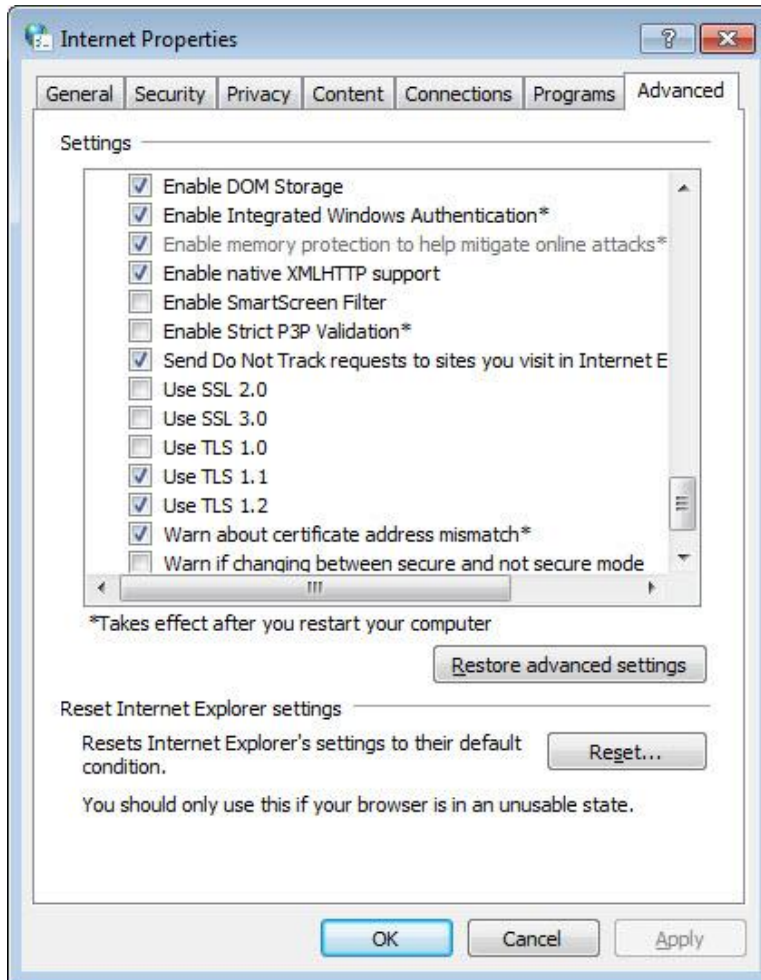 Internet Properties
General Security Privacy Content Connections Programs Advanced
Settings
Enable DOM Storage
Enable Integrated Windows Authentication*
Enable memory protection to help mitigate online attacks*
Enable native XMLHTTP support
Enable SmartScreen Filter
Enable Strict P3P Validation*
Send Do Not Track requests to sites you visit in Internet E
Use SSL 2.0
Use SSL 3.0
Use TLS 1.0
Use TLS 1.1
Use TLS 1.2
Warn about certificate address mismatch*
Warn if changing between secure and not secure mode
*Takes effect after you restart your computer
Restore advanced settings
Reset Internet Explorer settings
Resets Internet Explorer's settings to their default
condition.
Reset...
You should only use this if your browser is in an unusable state.
OK Cancel Apply